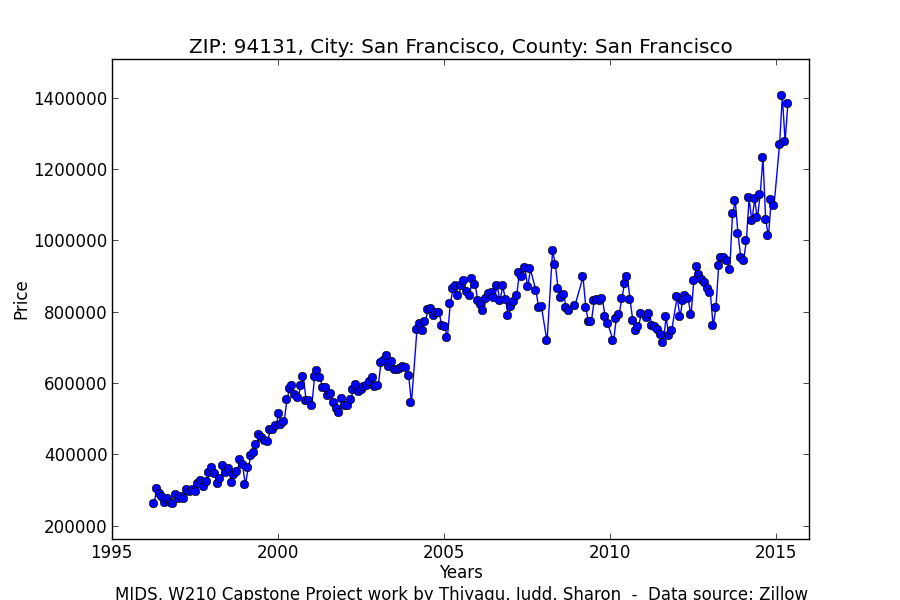 ZIP: 94131, City: San Francisco, County: San Francisco
1400000
1200000
1000000
800000
600000
400000
200000
Price
1995 2000 2005 2010 2015
Years
MIDS, W210 Capstone Project work by Thiyagu, Judd, Sharon - Data source: Zillow